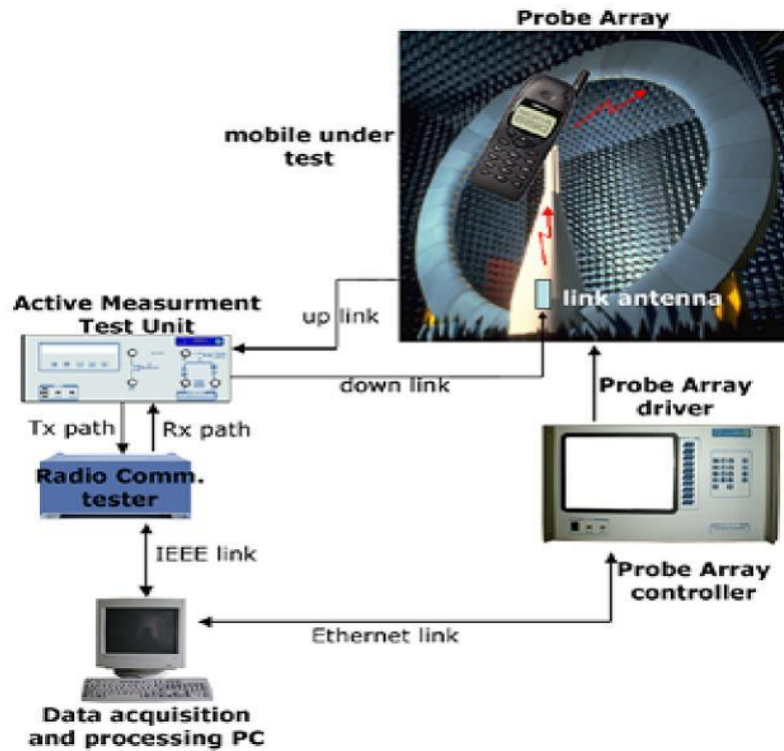 Probe Array
mobile under
test
link antenna
Active Measurment
Test Unit
up link
down link
Probe Array
driver
Tx path
Rx path
Radio Comm.
tester
IEEE link
Probe Array
controller
Ethernet link
Data acquisition
and processing PC